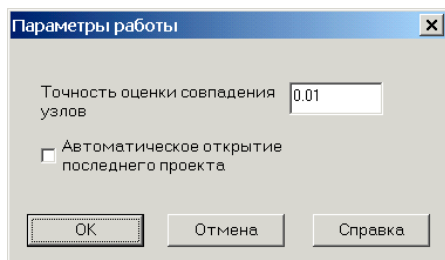 Параметры работы
Точность оценки совпадения
узлов
0.01
Автоматическое открытие
последнего проекта
OK
Отмена
Справка